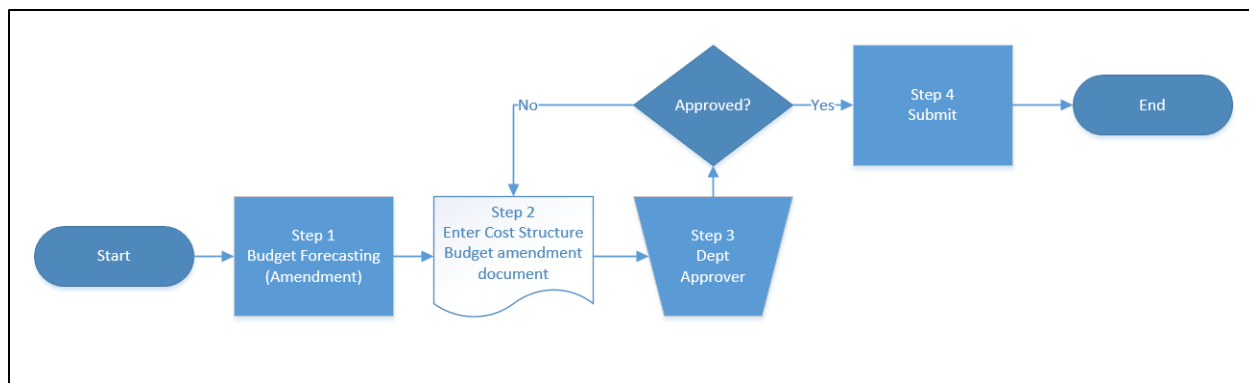 Start
Step 1
Budget Forecasting
(Amendment)
Step 2
Enter Cost Structure
Budget amendment
document
Step 3
Dept
Approver
Approved?
No
Yes
Step 4
Submit
End